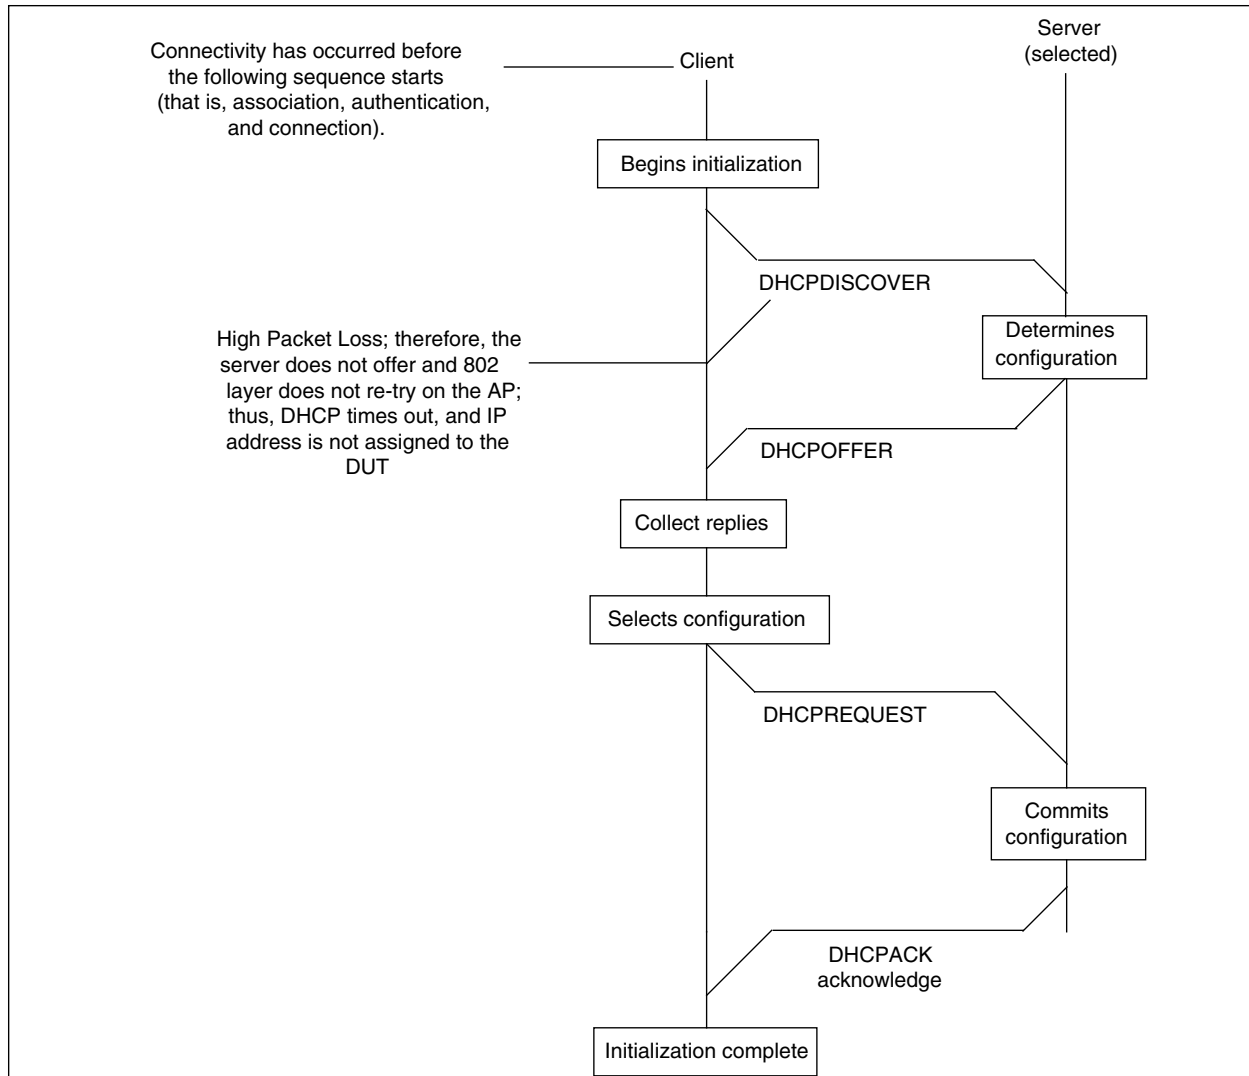 Connectivity has occurred before
the following sequence starts
(that is, association, authentication,
and connection).
Client
Server
(selected)
Begins initialization
DHCPDISCOVER
Determines
configuration
High Packet Loss; therefore, the
server does not offer and 802
layer does not re-try on the AP;
thus, DHCP times out, and IP
address is not assigned to the
DUT
DHCPOFFER
Collect replies
Selects configuration
DHCPREQUEST
Commits
configuration
DHCPACK
acknowledge
Initialization complete